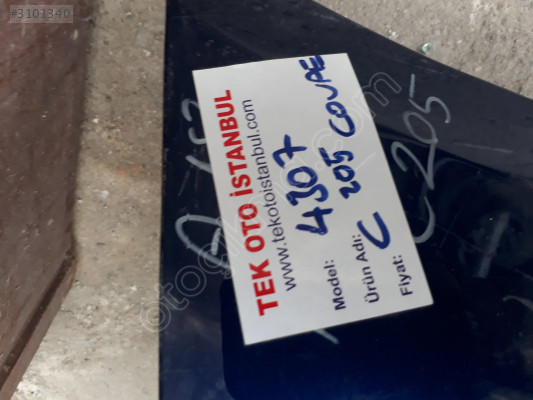 #3101340
TEK OTO İSTANBUL
www.tekotoistanbul.com
Model: 4307
Ürün Adı: 205 COUPE
Fiyat: C
C205